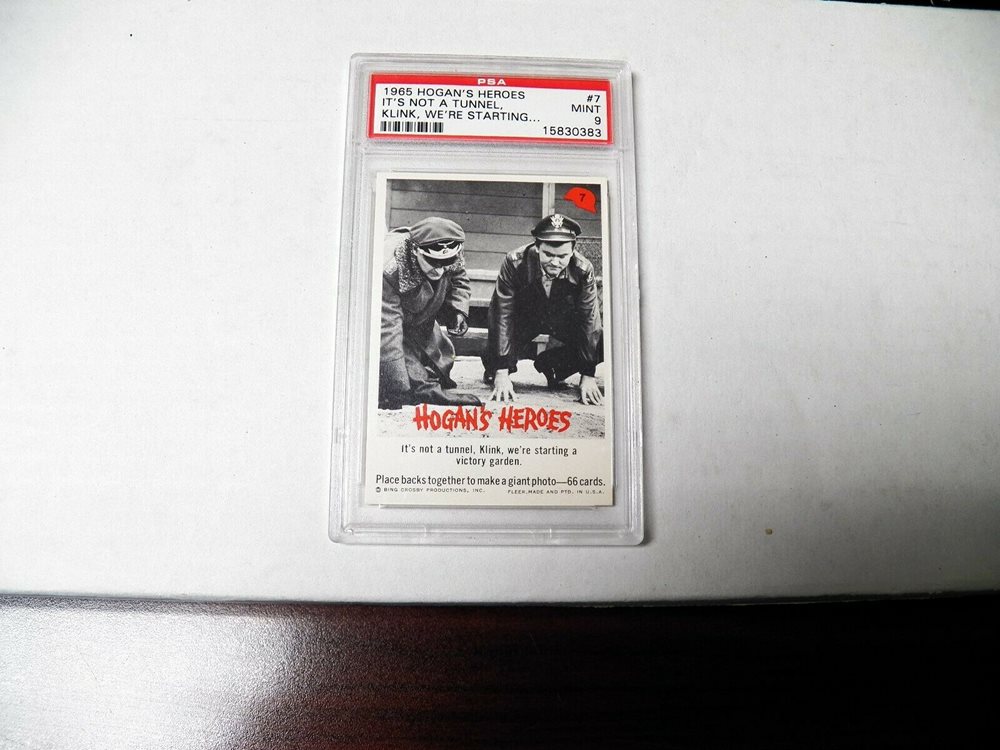 PSA
1965 HOGAN'S HEROES #7
IT'S NOT A TUNNEL, MINT
KLINK, WE'RE STARTING... 9
15830383
7
HOGAN'S HEROES
It's not a tunnel, Klink, we're starting a
victory garden.
Place backs together to make a giant photo—66 cards.
© BING CROSBY PRODUCTIONS, INC. FLEER, MADE AND PTD. IN U.S.A.